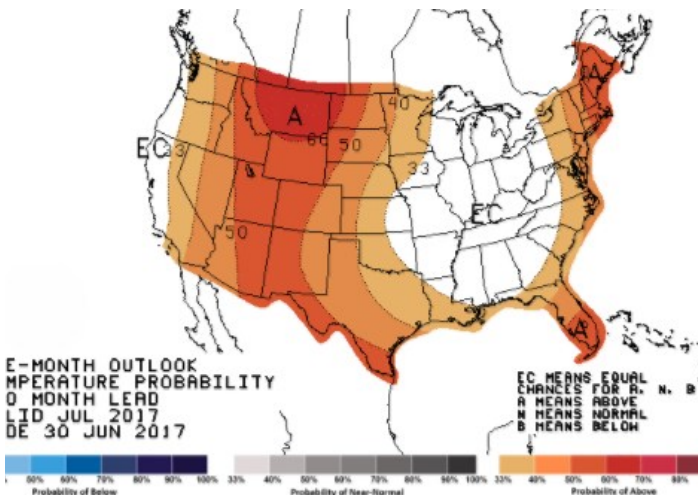 A
A
40
EC
33
60
50
33
EC
50
A
E-MONTH OUTLOOK
MPERATURE PROBABILITY
0 MONTH LEAD
LID JUL 2017
DE 30 JUN 2017
EC MEANS EQUAL
CHANCES FOR A, N, B
A MEANS ABOVE
N MEANS NORMAL
B MEANS BELOW
50% 60% 70% 80% 90% 100% 33% 40% 50% 60% 70% 80% 90% 100% 33% 40% 50% 60% 70% 80%
Probability of Below Probability of Near-Normal Probability of Above